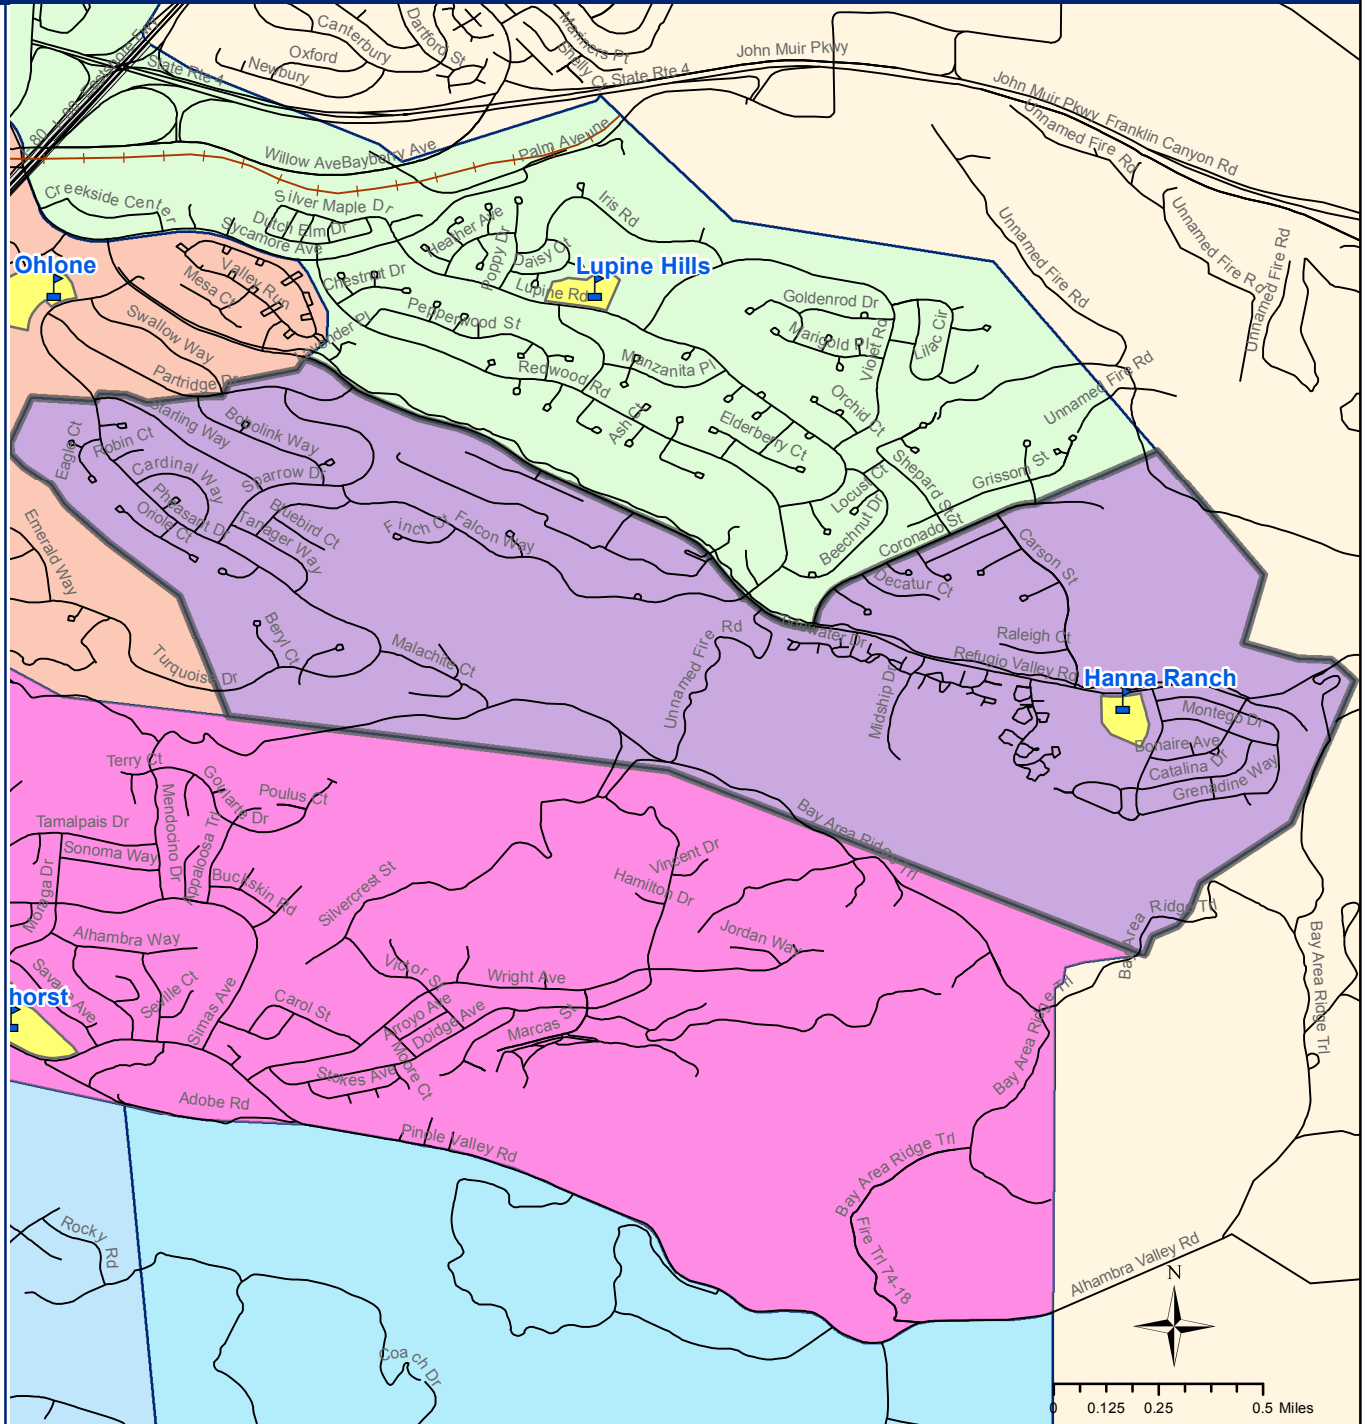 Canterbury
Dartford St
Mariners Pt
Shelly Ct
Oxford
Newbury
State Rte 4
State Rte 4
John Muir Pkwy
John Muir Pkwy
Franklin Canyon Rd
Unnamed Fire Rd
Unnamed Fire Rd
Unnamed Fire Rd
Unnamed Fire Rd
80
I-80
Willow Ave
Bayberry Ave
Palm Avenue
Creekside Center
Silver Maple Dr
Dutch Elm Dr
Sycamore Ave
Heather Ave
Poppy Dr
Daisy Ct
Iris Rd
Ohlone
Lupine Hills
Lupine Rd
Valley Run
Mesa Ct
Chestnut Dr
Swallow Way
Partridge Dr
Lavender Pl
Pepperwood St
Redwood Rd
Manzanita Pl
Goldenrod Dr
Marigold Pl
Violet Rd
Lilac Cir
Orchid Ct
Ash Ct
Elderberry Ct
Unnamed Fire Rd
Eagle Ct
Robin Ct
Starling Way
Bobolink Way
Cardinal Way
Sparrow Dr
Pheasant Dr
Oriole Ct
Tanager Way
Bluebird Ct
Finch Ct
Falcon Way
Locust Ct
Shepard St
Grissom St
Beechnut Dr
Coronado St
Carson St
Decatur Ct
Emerald Way
Beryl Ct
Malachite Ct
Turquoise Dr
Unnamed Fire Rd
Raleigh Ct
Refugio Valley Rd
Midship Dr
Hanna Ranch
Montego Dr
Bonaire Ave
Catalina Dr
Grenadine Way
Terry Ct
Goularte Dr
Poulus Ct
Mendocino Dr
Appaloosa Trl
Tamalpais Dr
Sonoma Way
Moraga Dr
Buckskin Rd
Silvercrest St
Vincent Dr
Hamilton Dr
Bay Area Ridge Trl
Bay Area Ridge Trl
Jordan Way
Alhambra Way
Savage Ave
Seville Ct
Simas Ave
horst
Victor St
Wright Ave
Carol St
Arroyo Ave
Doidge Ave
Marcas St
Stokes Ave
Moore Ct
Bay Area Ridge Trl
Bay Area Ridge Trl
Adobe Rd
Pinole Valley Rd
Bay Area Ridge Trl
Fire Trl 74-18
Alhambra Valley Rd
Rocky Rd
Coach Dr
N
0 0.125 0.25 0.5 Miles